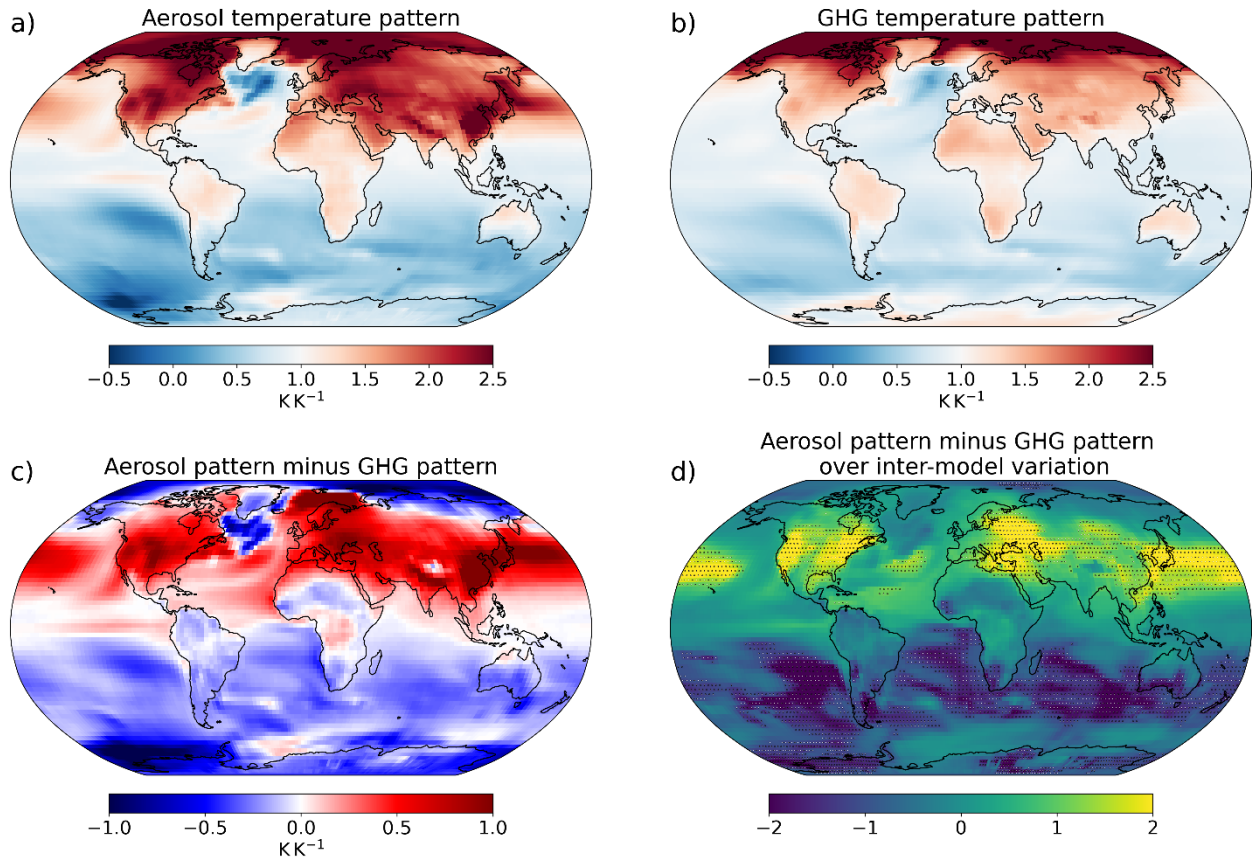 a)
Aerosol temperature pattern
−0.5 0.0 0.5 1.0 1.5 2.0 2.5
K K⁻¹
b)
GHG temperature pattern
−0.5 0.0 0.5 1.0 1.5 2.0 2.5
K K⁻¹
c)
Aerosol pattern minus GHG pattern
−1.0 −0.5 0.0 0.5 1.0
K K⁻¹
d)
Aerosol pattern minus GHG pattern
over inter-model variation
−2 −1 0 1 2